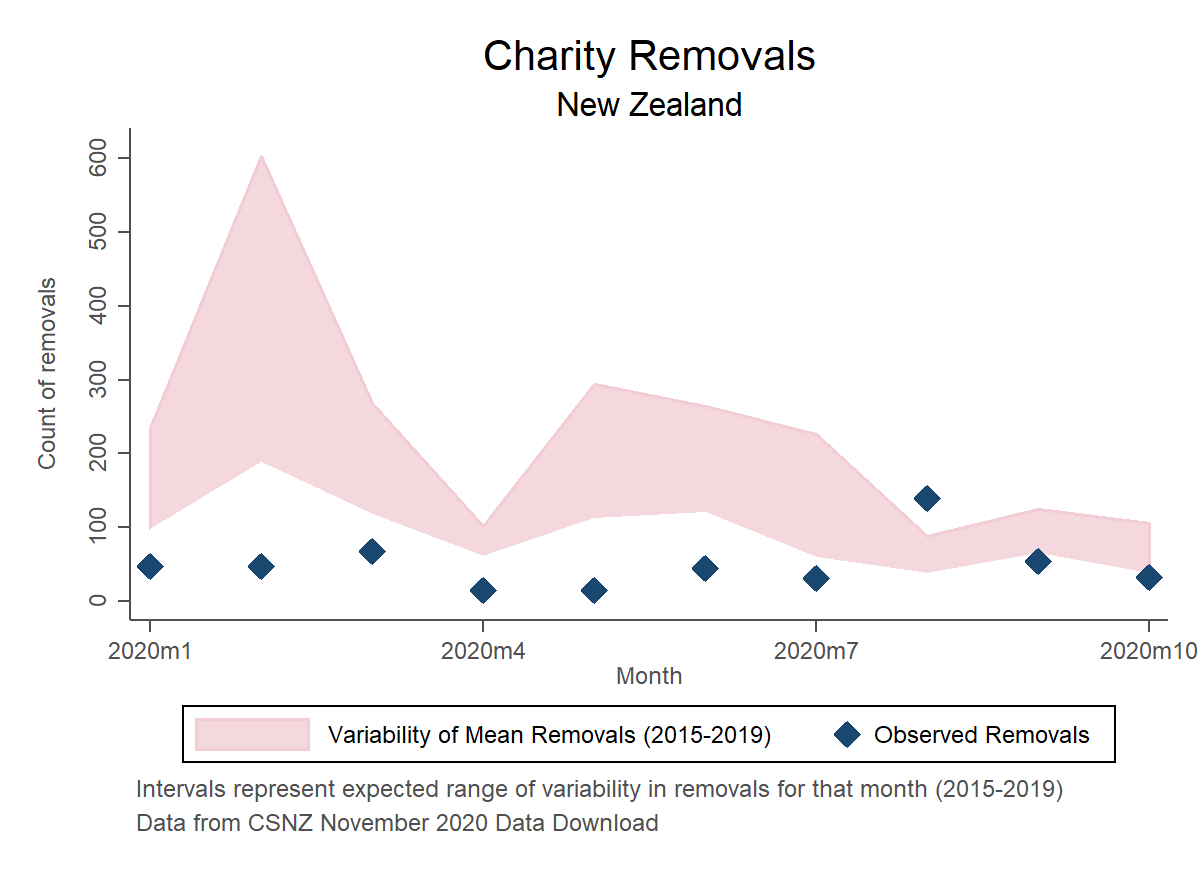 Charity Removals
New Zealand
Count of removals
600
500
400
300
200
100
0
2020m1 2020m4 2020m7 2020m10
Month
Variability of Mean Removals (2015-2019) Observed Removals
Intervals represent expected range of variability in removals for that month (2015-2019)
Data from CSNZ November 2020 Data Download